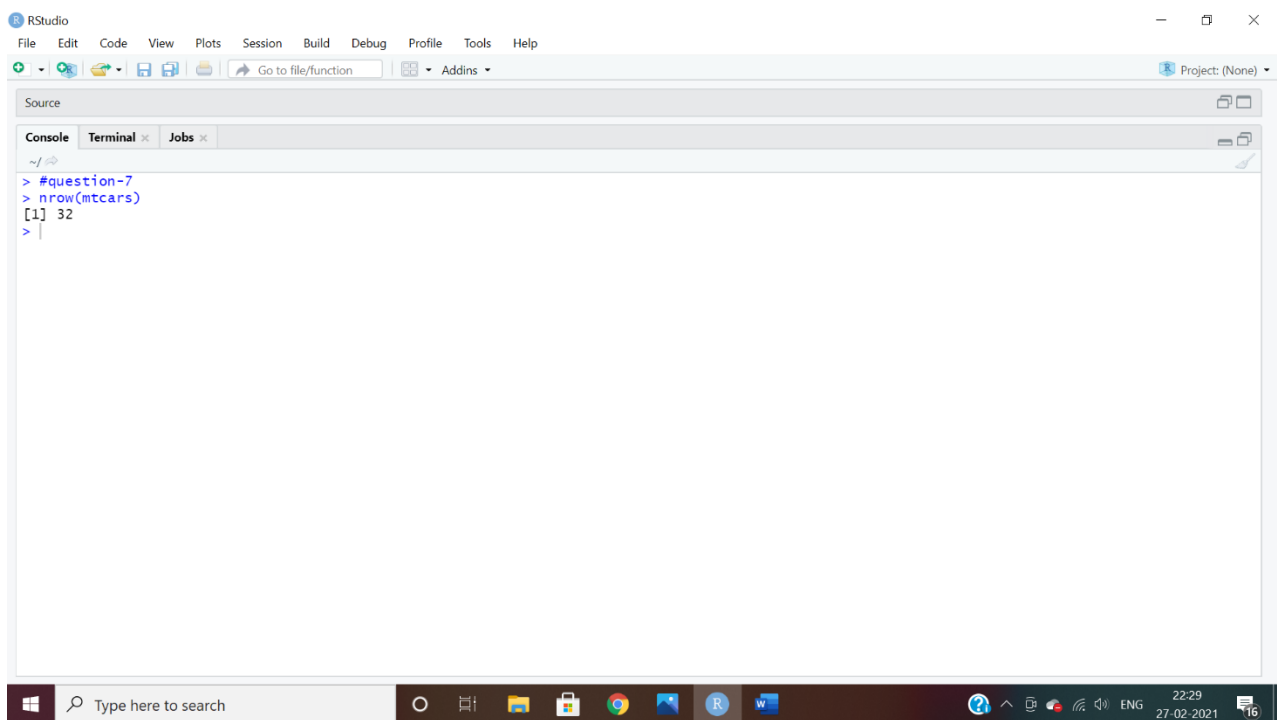 RStudio
File Edit Code View Plots Session Build Debug Profile Tools Help
Go to file/function Addins Project: (None)
Source
Console Terminal Jobs
~/
> #question-7
> nrow(mtcars)
[1] 32
>
Type here to search
ENG
22:29
27-02-2021
16